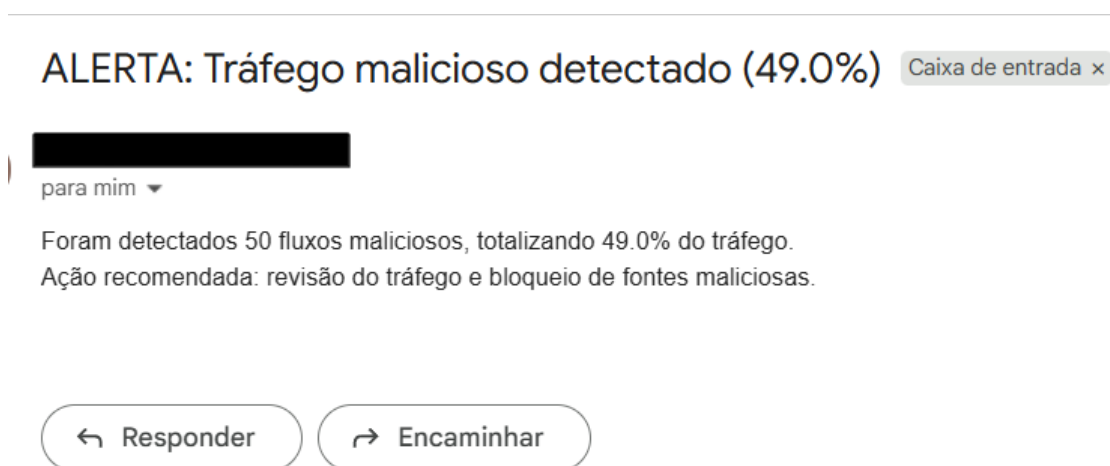 ALERTA: Tráfego malicioso detectado (49.0%) Caixa de entrada ×
para mim
Foram detectados 50 fluxos maliciosos, totalizando 49.0% do tráfego.
Ação recomendada: revisão do tráfego e bloqueio de fontes maliciosas.
Responder Encaminhar